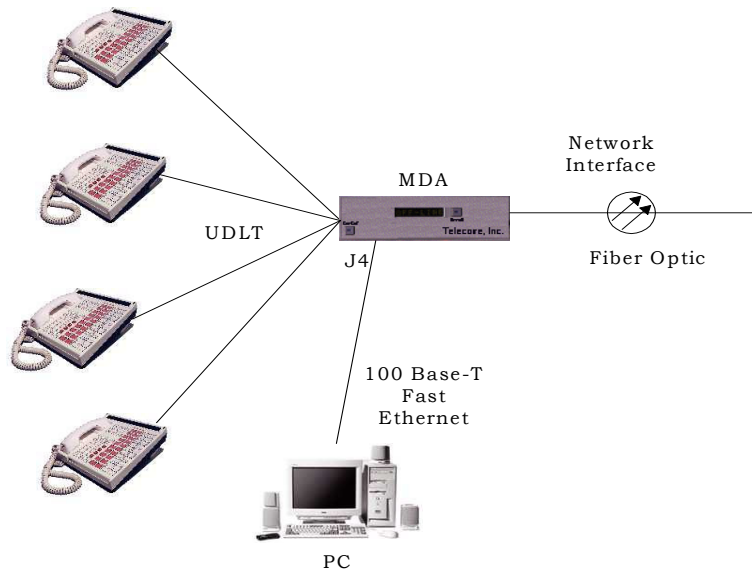 Network
Interface
MDA
Telecore, Inc.
UDLT
J4
Fiber Optic
100 Base-T
Fast
Ethernet
PC